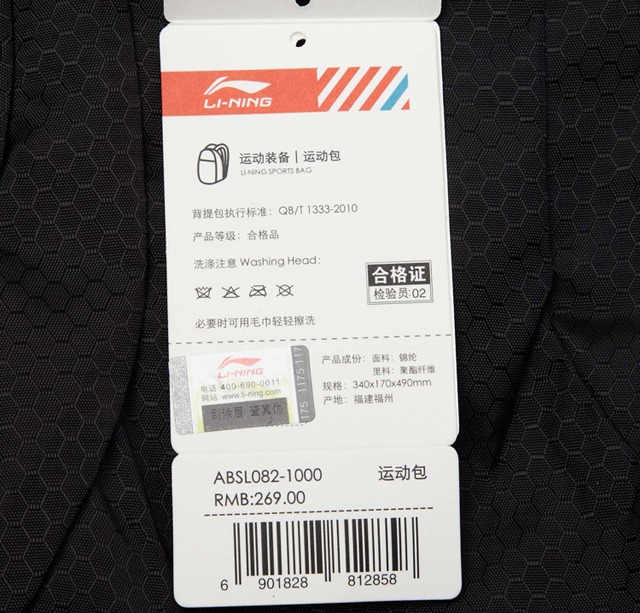 LI-NING
运动装备 | 运动包
LI-NING SPORTS BAG
背提包执行标准：QB/T 1333-2010
产品等级：合格品
洗涤注意 Washing Head：
合格证
检验员:02
必要时可用毛巾轻轻擦洗
LI-NING
电话 400-690-0011
网站: www.li-ning.com
刮涂层 查真伪
175 1175 117
产品成份： 面料：锦纶
里料：聚酯纤维
规格：340x170x490mm
产地：福建福州
ABSL082-1000 运动包
RMB:269.00
6 901828 812858